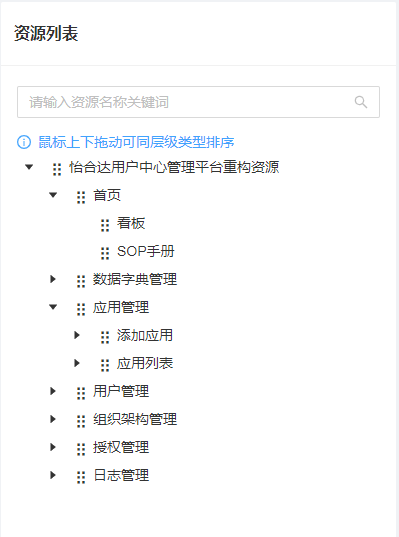 资源列表
请输入资源名称关键词
鼠标上下拖动可同层级类型排序
怡合达用户中心管理平台重构资源
首页
看板
SOP手册
数据字典管理
应用管理
添加应用
应用列表
用户管理
组织架构管理
授权管理
日志管理